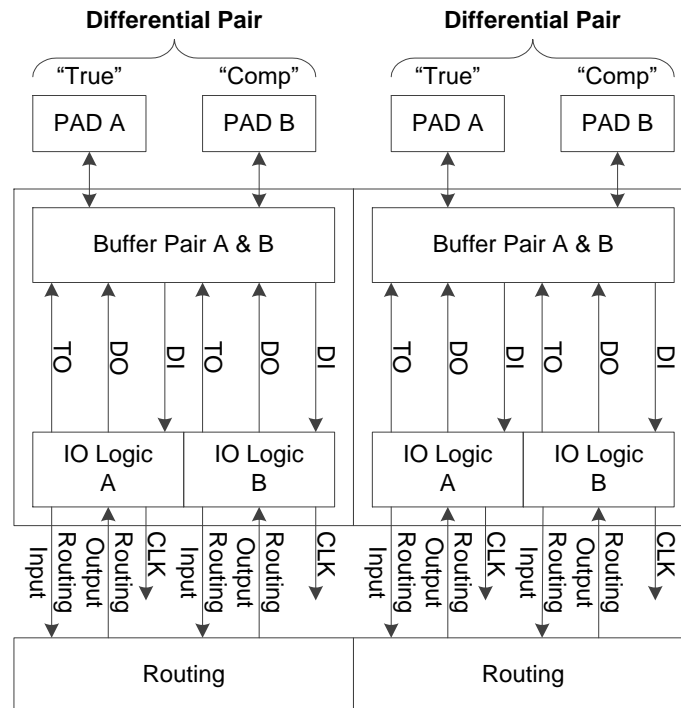 Differential Pair
Differential Pair
“True”
“Comp”
“True”
“Comp”
PAD A
PAD B
PAD A
PAD B
Buffer Pair A & B
Buffer Pair A & B
TO
DO
DI
TO
DO
DI
TO
DO
DI
TO
DO
DI
IO Logic
A
IO Logic
B
IO Logic
A
IO Logic
B
Routing
Input
Routing
Output
CLK
Routing
Input
Routing
Output
CLK
Routing
Input
Routing
Output
CLK
Routing
Input
Routing
Output
CLK
Routing
Routing